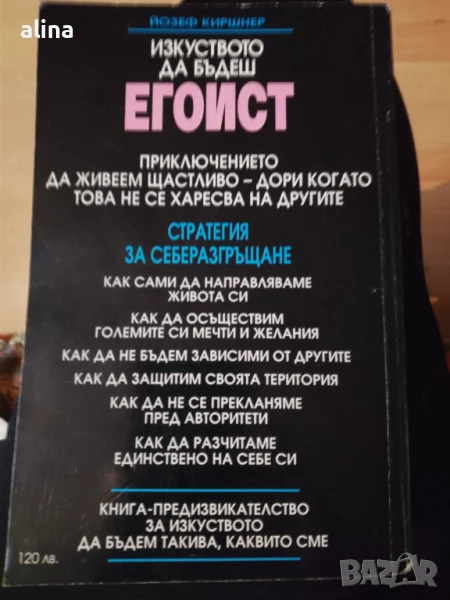 alina
ЙОЗЕФ КИРШНЕР
ИЗКУСТВОТО
ДА БЪДЕШ
ЕГОИСТ
ПРИКЛЮЧЕНИЕТО
ДА ЖИВЕЕМ ЩАСТЛИВО – ДОРИ КОГАТО
ТОВА НЕ СЕ ХАРЕСВА НА ДРУГИТЕ
СТРАТЕГИЯ
ЗА СЕБЕРАЗГРЪЩАНЕ
КАК САМИ ДА НАПРАВЛЯВАМЕ
ЖИВОТА СИ
КАК ДА ОСЪЩЕСТВИМ
ГОЛЕМИТЕ СИ МЕЧТИ И ЖЕЛАНИЯ
КАК ДА НЕ БЪДЕМ ЗАВИСИМИ ОТ ДРУГИТЕ
КАК ДА ЗАЩИТИМ СВОЯТА ТЕРИТОРИЯ
КАК ДА НЕ СЕ ПРЕКЛАНЯМЕ
ПРЕД АВТОРИТЕТИ
КАК ДА РАЗЧИТАМЕ
ЕДИНСТВЕНО НА СЕБЕ СИ
КНИГА-ПРЕДИЗВИКАТЕЛСТВО
ЗА ИЗКУСТВОТО
ДА БЪДЕМ ТАКИВА, КАКВИТО СМЕ
120 лв.
BAZAR